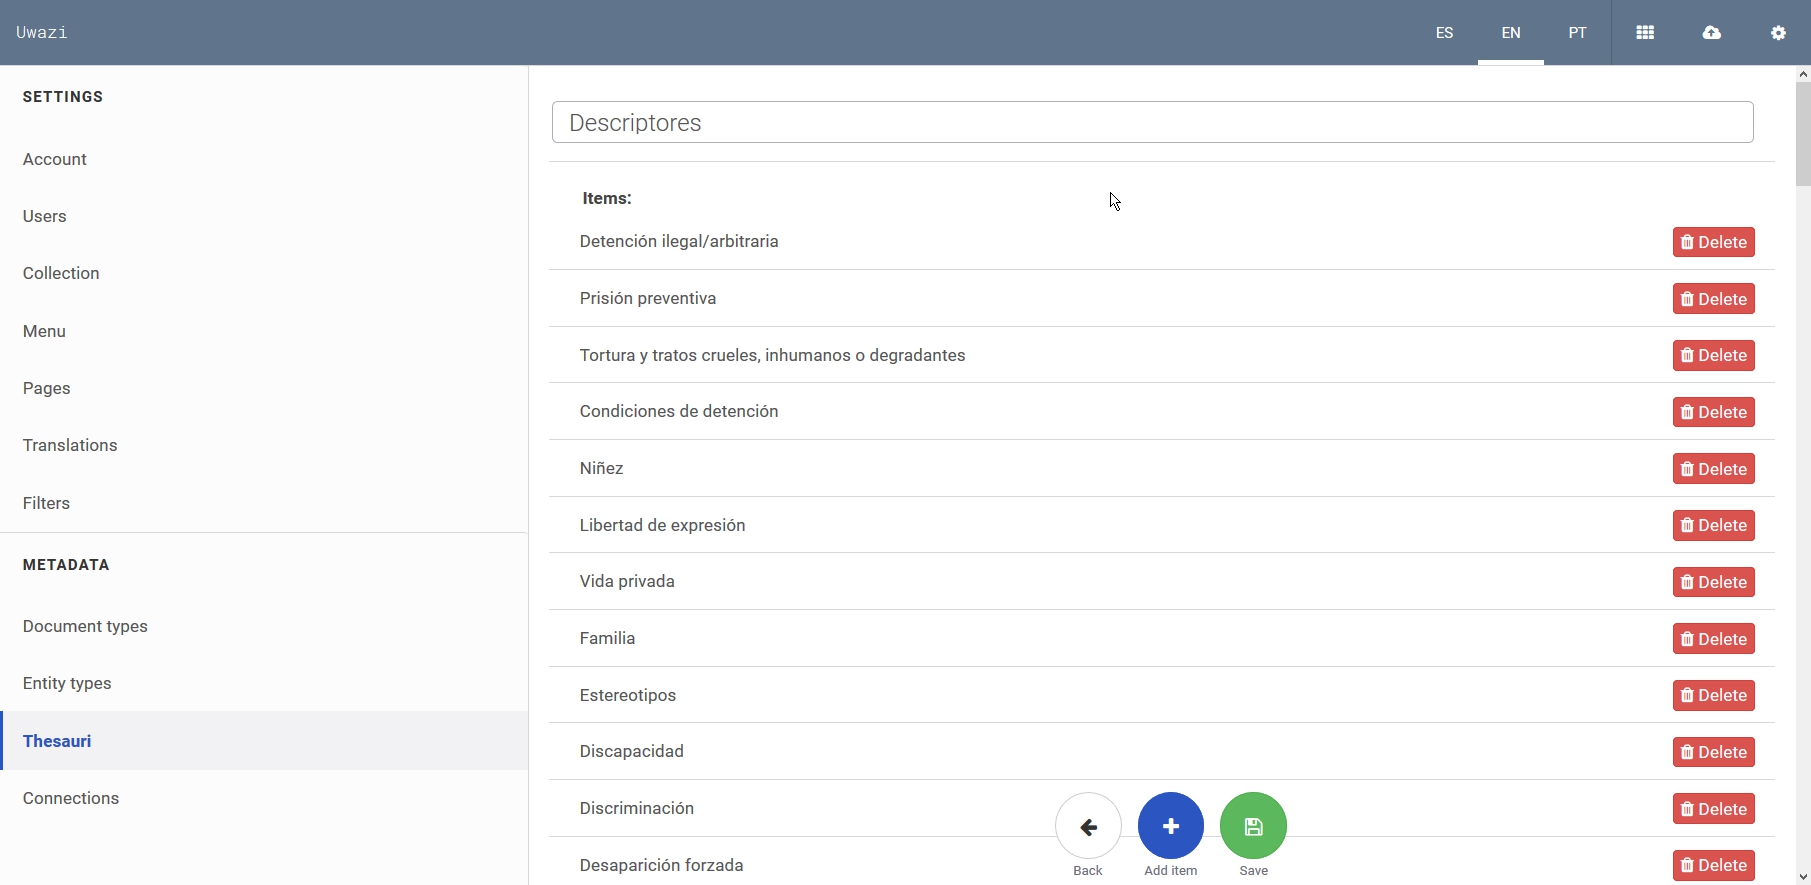 Uwazi
ES EN PT
SETTINGS
Account
Users
Collection
Menu
Pages
Translations
Filters
METADATA
Document types
Entity types
Thesauri
Connections
Descriptores
Items:
Detención ilegal/arbitraria Delete
Prisión preventiva Delete
Tortura y tratos crueles, inhumanos o degradantes Delete
Condiciones de detención Delete
Niñez Delete
Libertad de expresión Delete
Vida privada Delete
Familia Delete
Estereotipos Delete
Discapacidad Delete
Discriminación Delete
Desaparición forzada Delete
Back Add item Save